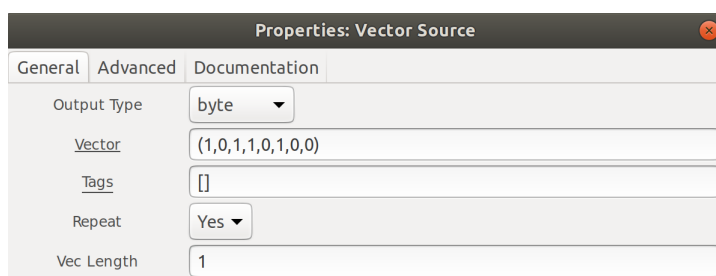 Properties: Vector Source
General Advanced Documentation
Output Type byte
Vector (1,0,1,1,0,1,0,0)
Tags []
Repeat Yes
Vec Length 1